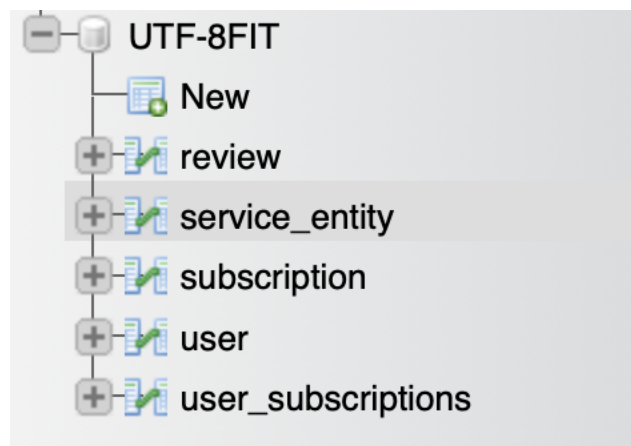 UTF-8FIT
New
review
service_entity
subscription
user
user_subscriptions